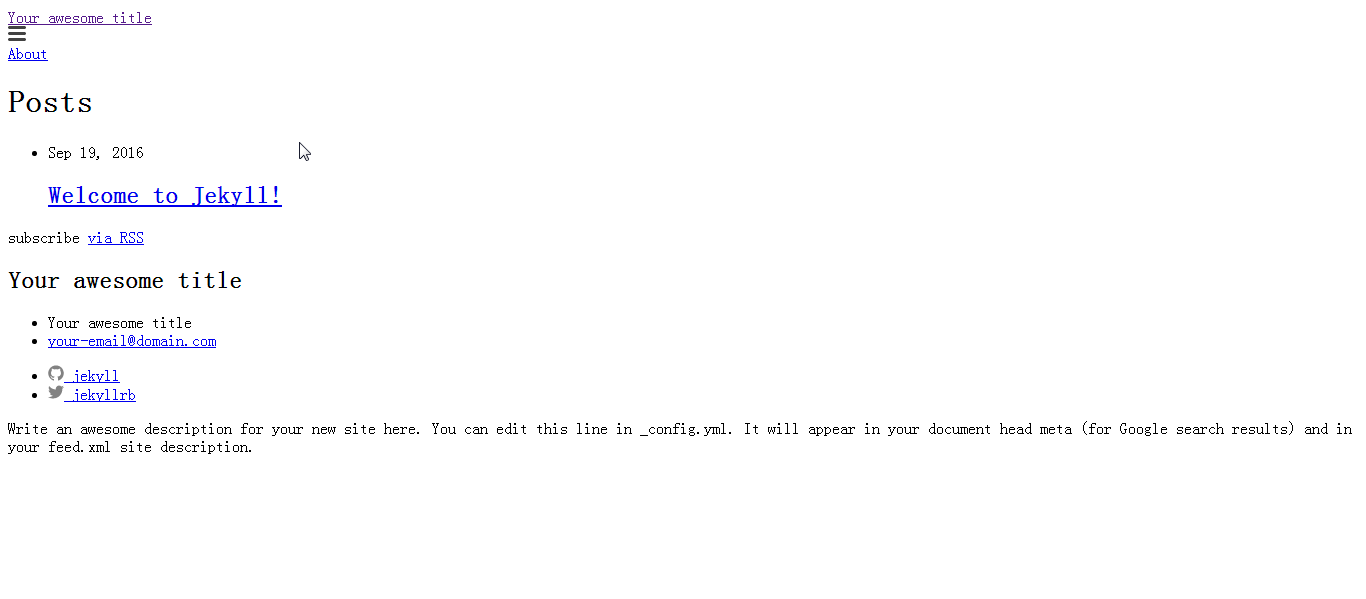 Your awesome title
About
Posts
Sep 19, 2016
Welcome to Jekyll!
subscribe via RSS
Your awesome title
Your awesome title
your-email@domain.com
jekyll
jekyllrb
Write an awesome description for your new site here. You can edit this line in _config.yml. It will appear in your document head meta (for Google search results) and in
your feed.xml site description.